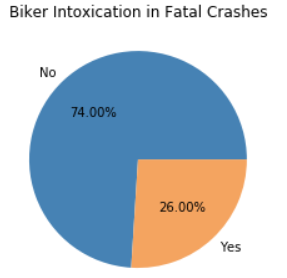 Biker Intoxication in Fatal Crashes
No
74.00%
26.00%
Yes